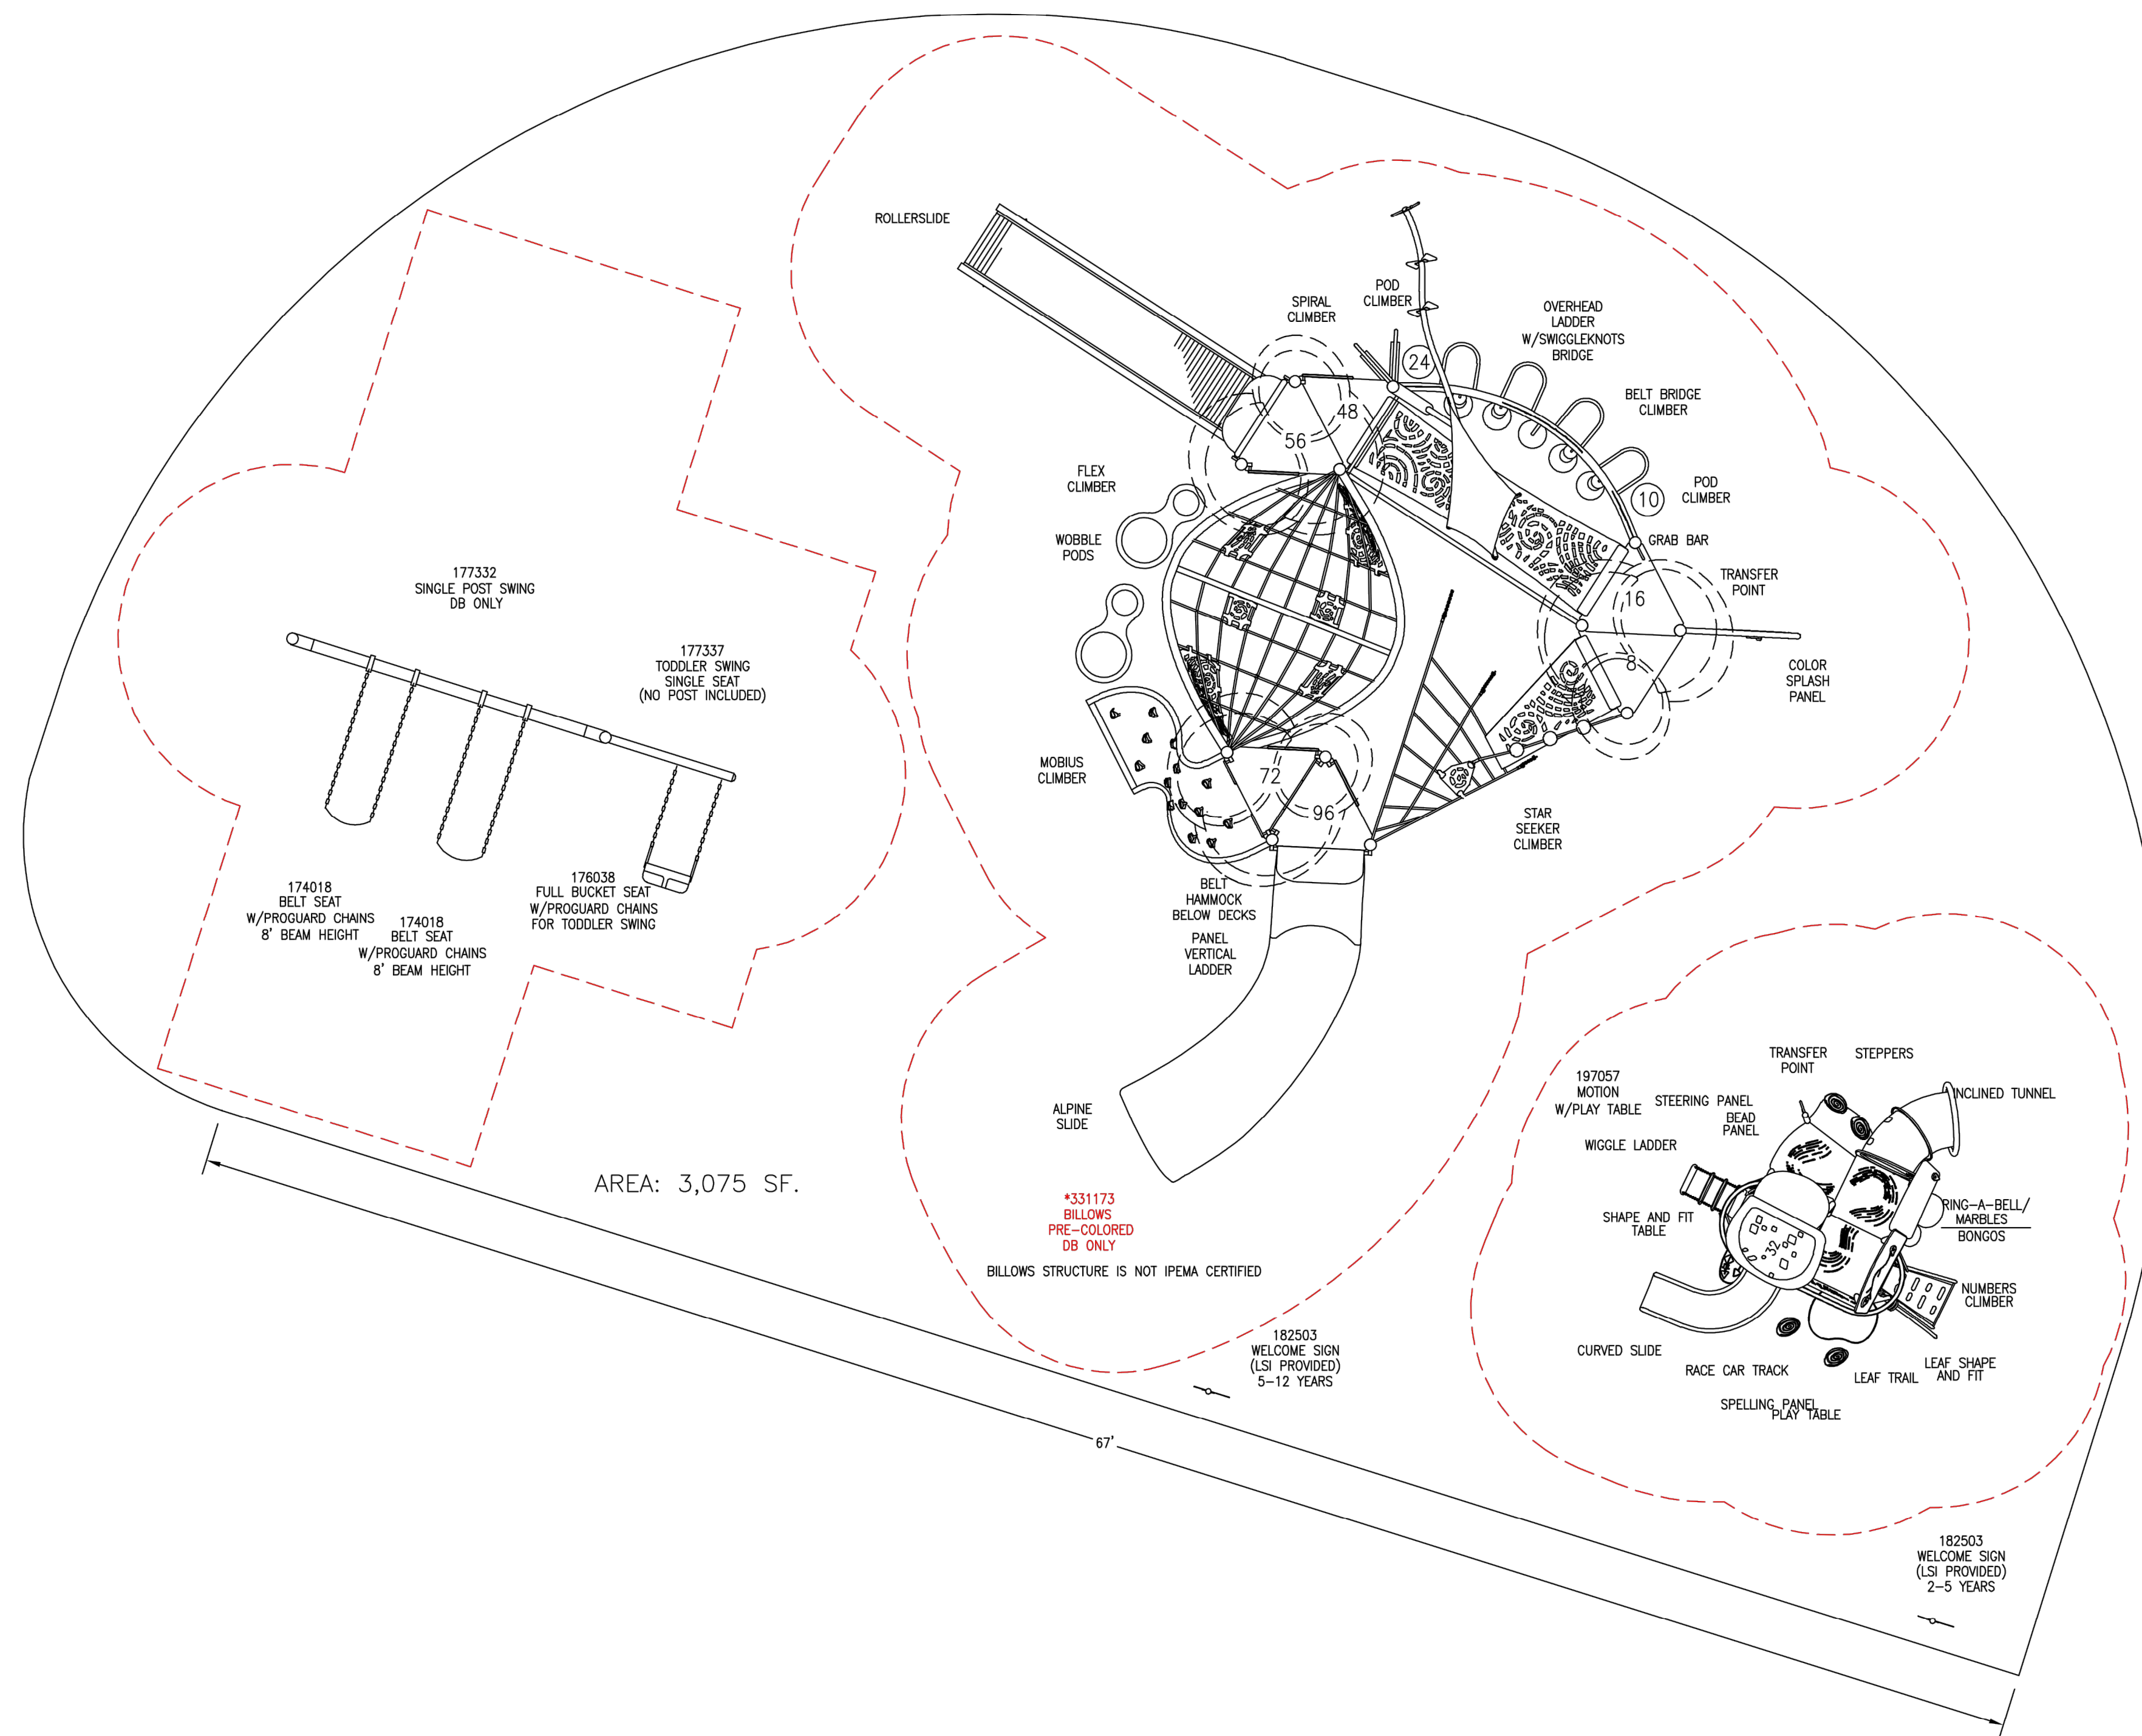 ROLLERSLIDE
SPIRAL
CLIMBER
POD
CLIMBER
24
OVERHEAD
LADDER
W/SWIGGLEKNOTS
BRIDGE
BELT BRIDGE
CLIMBER
48
56
FLEX
CLIMBER
POD
CLIMBER
10
WOBBLE
PODS
GRAB BAR
TRANSFER
POINT
16
8
COLOR
SPLASH
PANEL
177332
SINGLE POST SWING
DB ONLY
177337
TODDLER SWING
SINGLE SEAT
(NO POST INCLUDED)
MOBIUS
CLIMBER
72
96
STAR
SEEKER
CLIMBER
174018
BELT SEAT
W/PROGUARD CHAINS
8' BEAM HEIGHT
174018
BELT SEAT
W/PROGUARD CHAINS
8' BEAM HEIGHT
176038
FULL BUCKET SEAT
W/PROGUARD CHAINS
FOR TODDLER SWING
BELT
HAMMOCK
BELOW DECKS
PANEL
VERTICAL
LADDER
ALPINE
SLIDE
AREA: 3,075 SF.
*331173
BILLOWS
PRE-COLORED
DB ONLY
BILLOWS STRUCTURE IS NOT IPEMA CERTIFIED
TRANSFER
POINT
STEPPERS
197057
MOTION
W/PLAY TABLE
STEERING PANEL
BEAD
PANEL
INCLINED TUNNEL
WIGGLE LADDER
SHAPE AND FIT
TABLE
32
RING-A-BELL/
MARBLES
BONGOS
NUMBERS
CLIMBER
CURVED SLIDE
RACE CAR TRACK
LEAF TRAIL
LEAF SHAPE
AND FIT
SPELLING PANEL
PLAY TABLE
182503
WELCOME SIGN
(LSI PROVIDED)
5-12 YEARS
67'
182503
WELCOME SIGN
(LSI PROVIDED)
2-5 YEARS